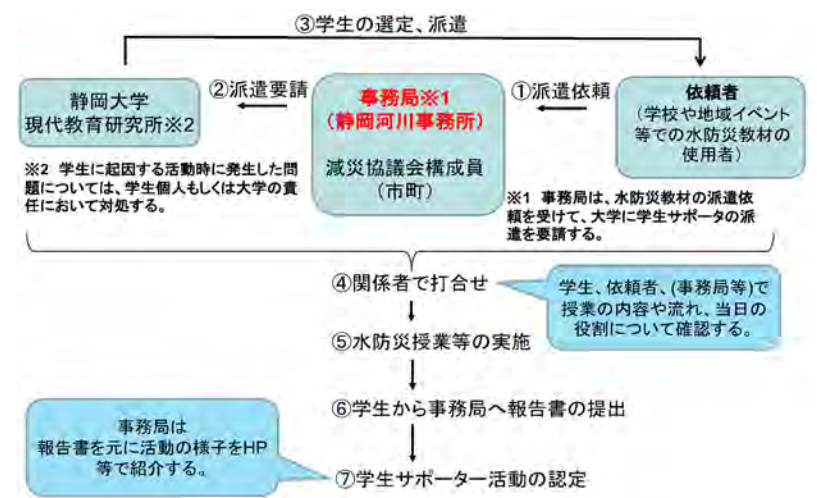 ③学生の選定、派遣
静岡大学
現代教育研究所※2
②派遣要請
事務局※1
(静岡河川事務所)
減災協議会構成員
(市町)
①派遣依頼
依頼者
(学校や地域イベント
等での水防災教材の
使用者)
※2 学生に起因する活動時に発生した問
題については、学生個人もしくは大学の責
任において対処する。
※1 事務局は、水防災教材の派遣依
頼を受けて、大学に学生サポータの派
遣を要請する。
④関係者で打合せ
学生、依頼者、(事務局等)で
授業の内容や流れ、当日の
役割について確認する。
⑤水防災授業等の実施
⑥学生から事務局へ報告書の提出
事務局は
報告書を元に活動の様子をHP
等で紹介する。
⑦学生サポーター活動の認定